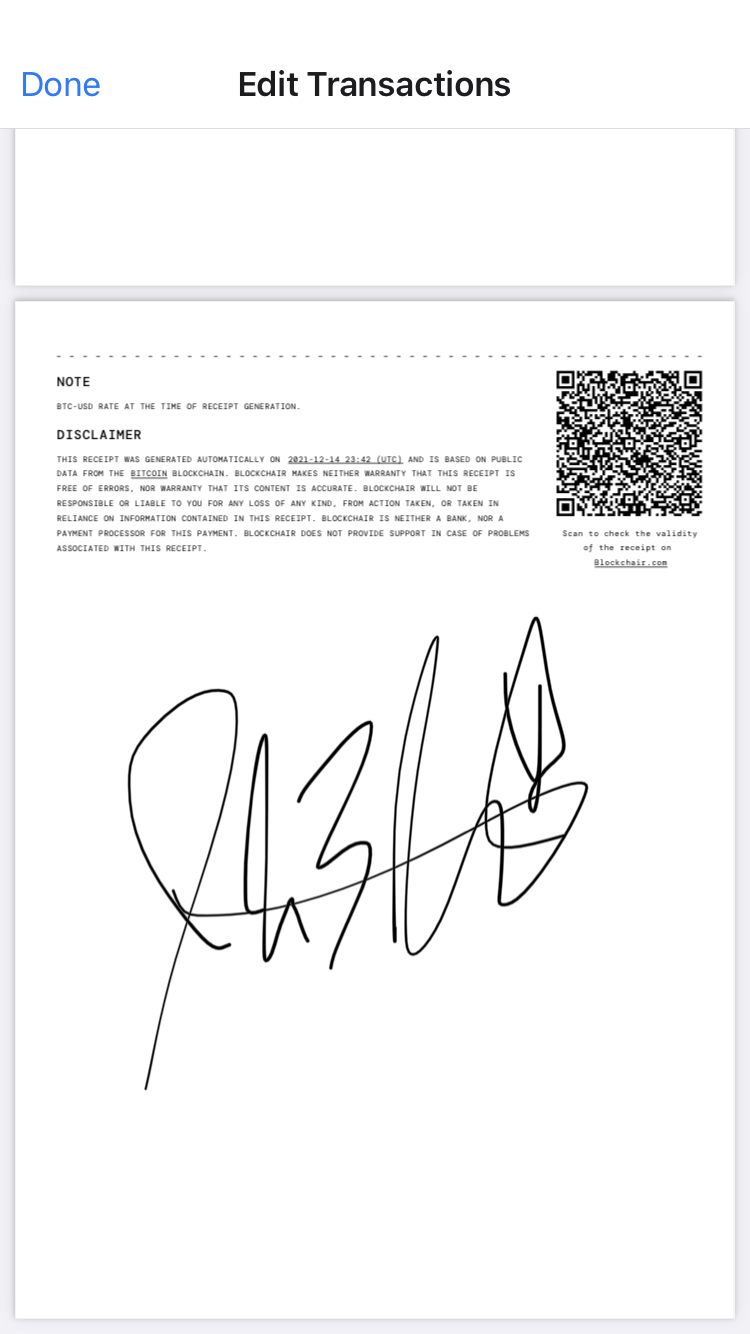 Done
Edit Transactions
NOTE
BTC-USD RATE AT THE TIME OF RECEIPT GENERATION.
DISCLAIMER
THIS RECEIPT WAS GENERATED AUTOMATICALLY ON 2021-12-14 23:42 (UTC) AND IS BASED ON PUBLIC
DATA FROM THE BITCOIN BLOCKCHAIN. BLOCKCHAIR MAKES NEITHER WARRANTY THAT THIS RECEIPT IS
FREE OF ERRORS, NOR WARRANTY THAT ITS CONTENT IS ACCURATE. BLOCKCHAIR WILL NOT BE
RESPONSIBLE OR LIABLE TO YOU FOR ANY LOSS OF ANY KIND, FROM ACTION TAKEN, OR TAKEN IN
RELIANCE ON INFORMATION CONTAINED IN THIS RECEIPT. BLOCKCHAIR IS NEITHER A BANK, NOR A
PAYMENT PROCESSOR FOR THIS PAYMENT. BLOCKCHAIR DOES NOT PROVIDE SUPPORT IN CASE OF PROBLEMS
ASSOCIATED WITH THIS RECEIPT.
Scan to check the validity
of the receipt on
Blockchair.com